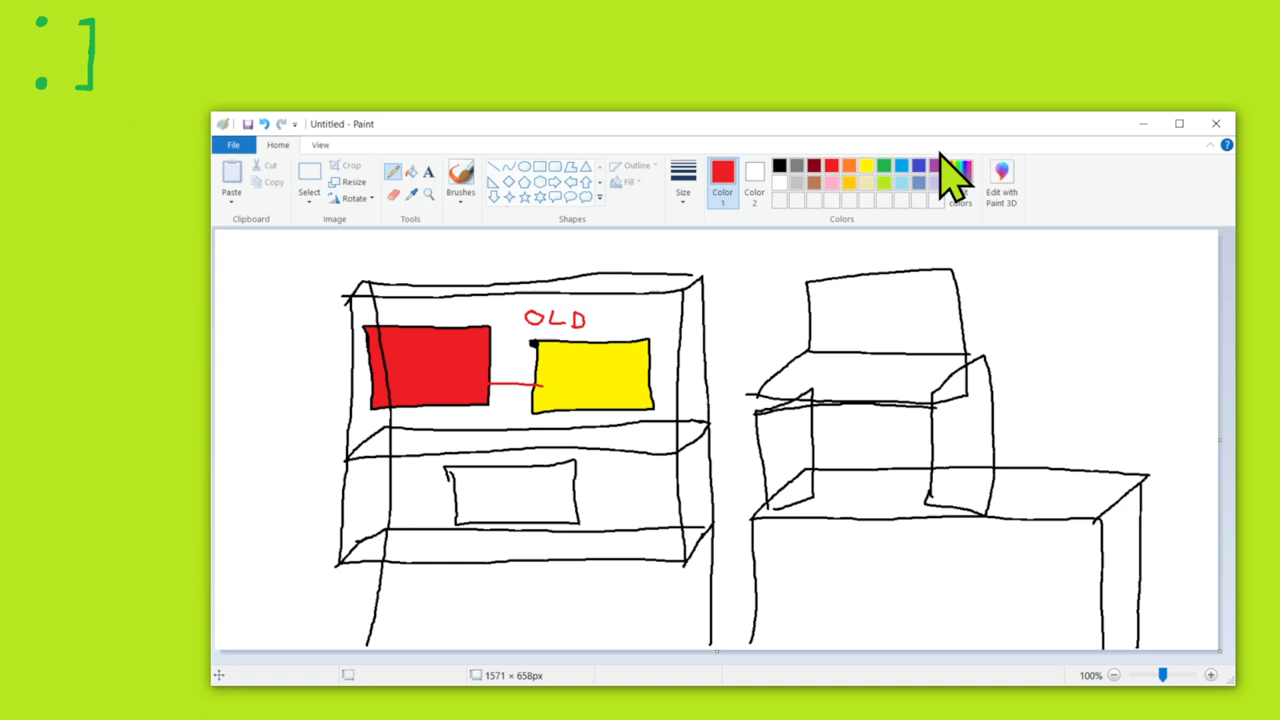 :]
Untitled - Paint
File Home View
Paste
Cut
Copy
Clipboard
Select
Crop
Resize
Rotate
Image
Tools
Brushes
Shapes
Outline
Fill
Size
Color 1
Color 2
Colors
colors
Edit with Paint 3D
OLD
1571 × 658px
100%